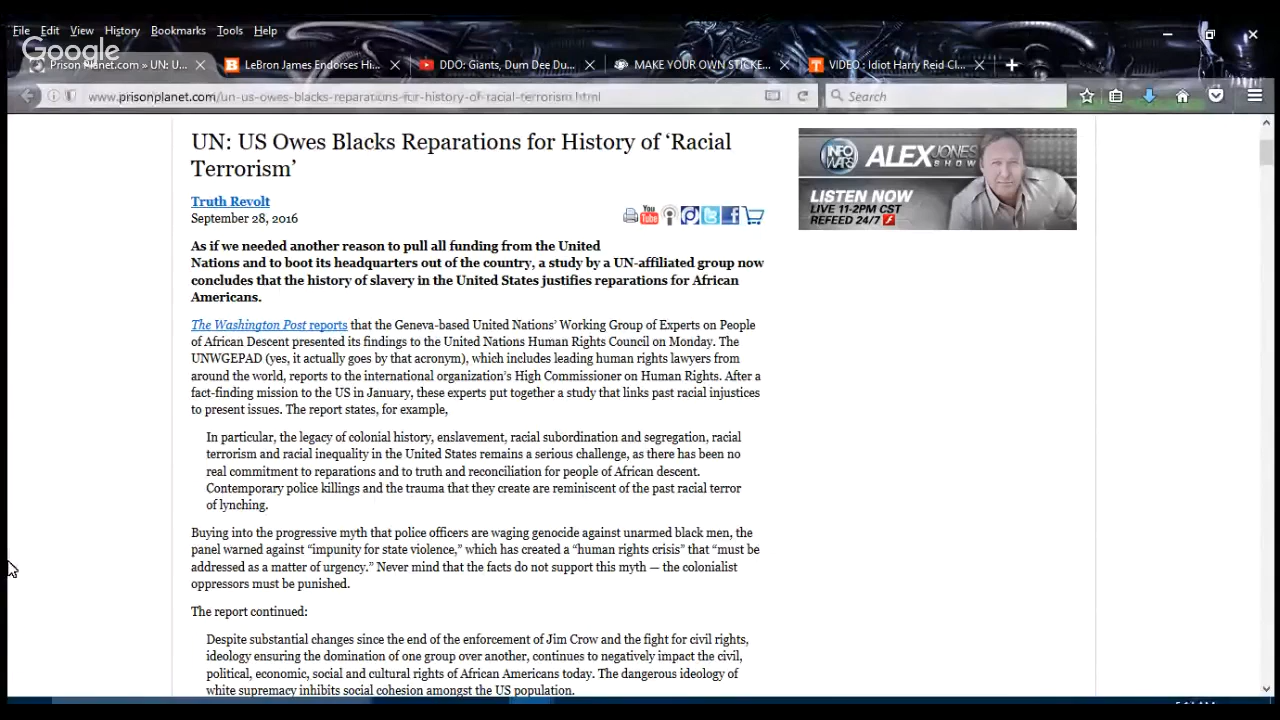 File Edit View History Bookmarks Tools Help
Google
Prison Planet.com » UN: U...
LeBron James Endorses Hi...
DDO: Giants, Dum Dee Du...
MAKE YOUR OWN STICKE...
VIDEO : Idiot Harry Reid Cl...
www.prisonplanet.com/un-us-owes-blacks-reparations-for-history-of-racial-terrorism.html
Search
UN: US Owes Blacks Reparations for History of ‘Racial
Terrorism’
Truth Revolt
September 28, 2016
You
Tube
INFO
WARS
ALEX JONES
SHOW
LISTEN NOW
LIVE 11-2PM CST
REFEED 24/7
As if we needed another reason to pull all funding from the United
Nations and to boot its headquarters out of the country, a study by a UN-affiliated group now
concludes that the history of slavery in the United States justifies reparations for African
Americans.
The Washington Post reports that the Geneva-based United Nations’ Working Group of Experts on People
of African Descent presented its findings to the United Nations Human Rights Council on Monday. The
UNWGEPAD (yes, it actually goes by that acronym), which includes leading human rights lawyers from
around the world, reports to the international organization’s High Commissioner on Human Rights. After a
fact-finding mission to the US in January, these experts put together a study that links past racial injustices
to present issues. The report states, for example,
In particular, the legacy of colonial history, enslavement, racial subordination and segregation, racial
terrorism and racial inequality in the United States remains a serious challenge, as there has been no
real commitment to reparations and to truth and reconciliation for people of African descent.
Contemporary police killings and the trauma that they create are reminiscent of the past racial terror
of lynching.
Buying into the progressive myth that police officers are waging genocide against unarmed black men, the
panel warned against “impunity for state violence,” which has created a “human rights crisis” that “must be
addressed as a matter of urgency.” Never mind that the facts do not support this myth — the colonialist
oppressors must be punished.
The report continued:
Despite substantial changes since the end of the enforcement of Jim Crow and the fight for civil rights,
ideology ensuring the domination of one group over another, continues to negatively impact the civil,
political, economic, social and cultural rights of African Americans today. The dangerous ideology of
white supremacy inhibits social cohesion amongst the US population.